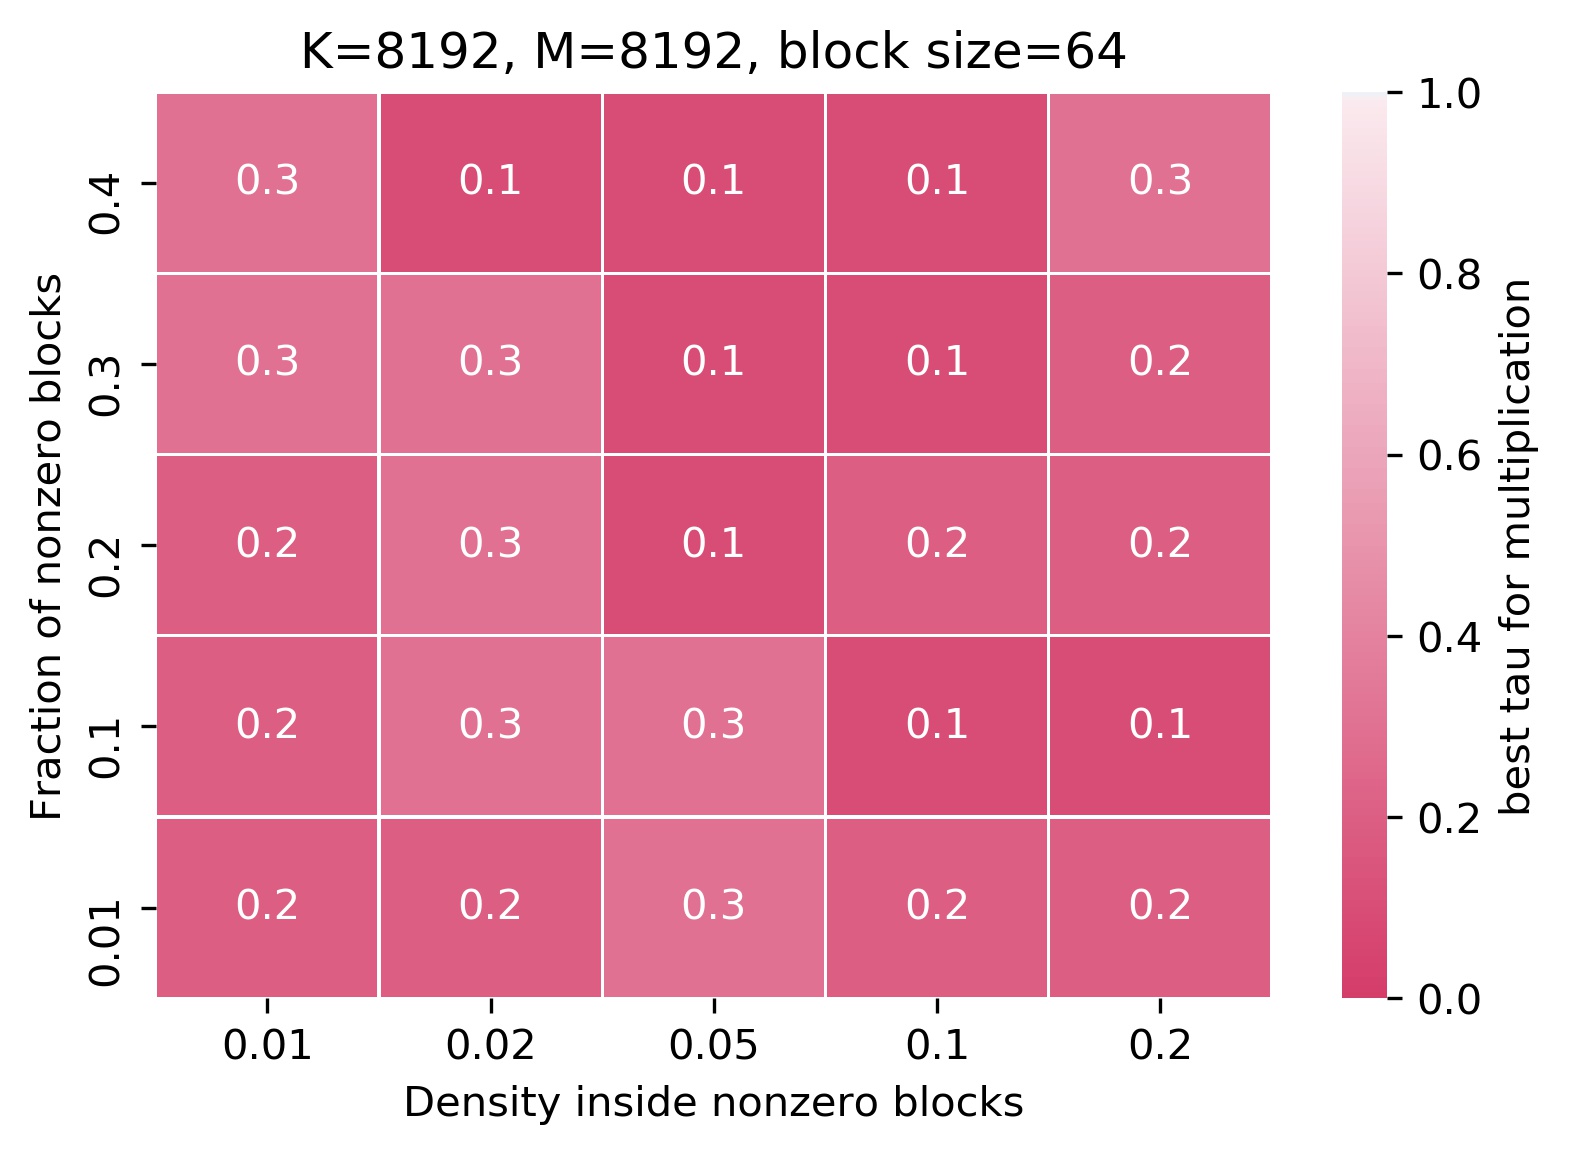 K=8192, M=8192, block size=64
Fraction of nonzero blocks
0.4
0.3
0.2
0.1
0.01
0.3 0.1 0.1 0.1 0.3
0.3 0.3 0.1 0.1 0.2
0.2 0.3 0.1 0.2 0.2
0.2 0.3 0.3 0.1 0.1
0.2 0.2 0.3 0.2 0.2
0.01 0.02 0.05 0.1 0.2
Density inside nonzero blocks
1.0
0.8
0.6
0.4
0.2
0.0
best tau for multiplication